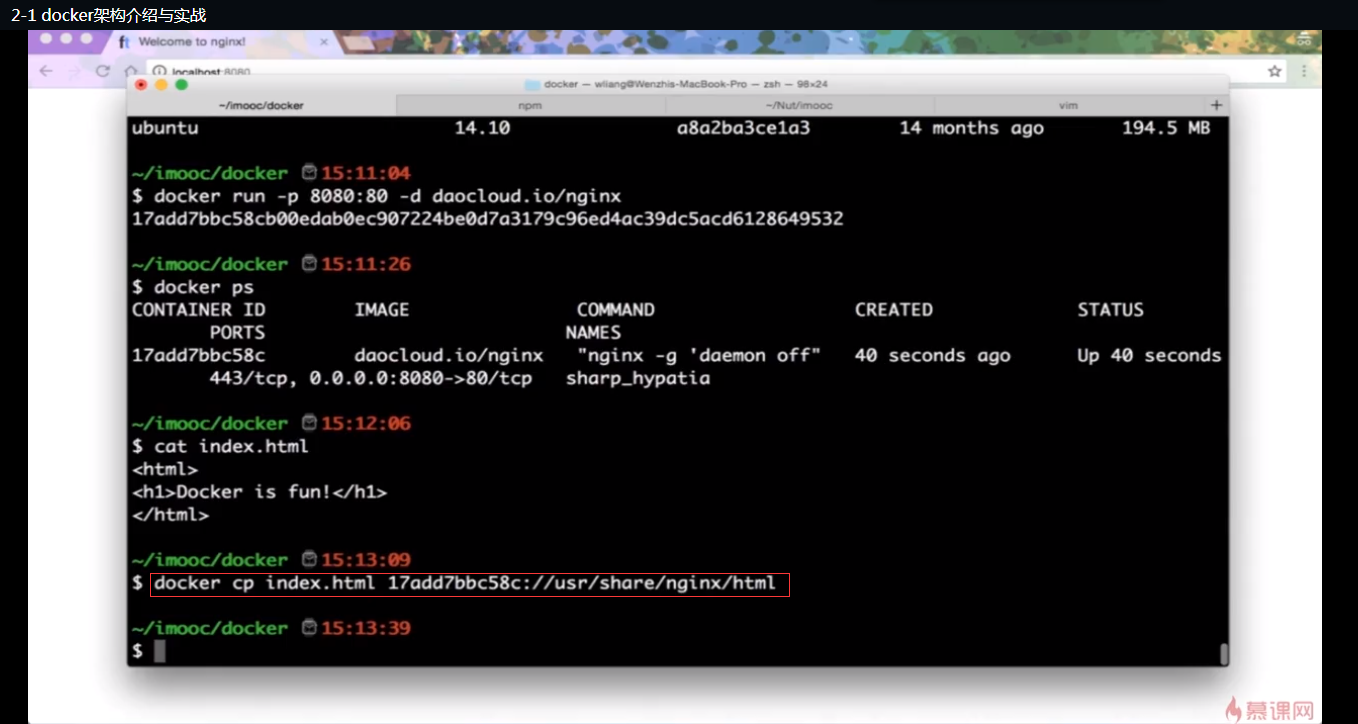 2-1 docker架构介绍与实战
Welcome to nginx!
localhost:8080
docker — wliang@Wenzhis-MacBook-Pro — zsh — 98×24
~/imooc/docker npm ~/Nut/imooc vim
ubuntu 14.10 a8a2ba3ce1a3 14 months ago 194.5 MB
~/imooc/docker 15:11:04
$ docker run -p 8080:80 -d daocloud.io/nginx
17add7bbc58cb00edab0ec907224be0d7a3179c96ed4ac39dc5acd6128649532
~/imooc/docker 15:11:26
$ docker ps
CONTAINER ID IMAGE COMMAND CREATED STATUS
PORTS NAMES
17add7bbc58c daocloud.io/nginx "nginx -g 'daemon off" 40 seconds ago Up 40 seconds
443/tcp, 0.0.0.0:8080->80/tcp sharp_hypatia
~/imooc/docker 15:12:06
$ cat index.html
<html>
<h1>Docker is fun!</h1>
</html>
~/imooc/docker 15:13:09
$ docker cp index.html 17add7bbc58c://usr/share/nginx/html
~/imooc/docker 15:13:39
$
慕课网